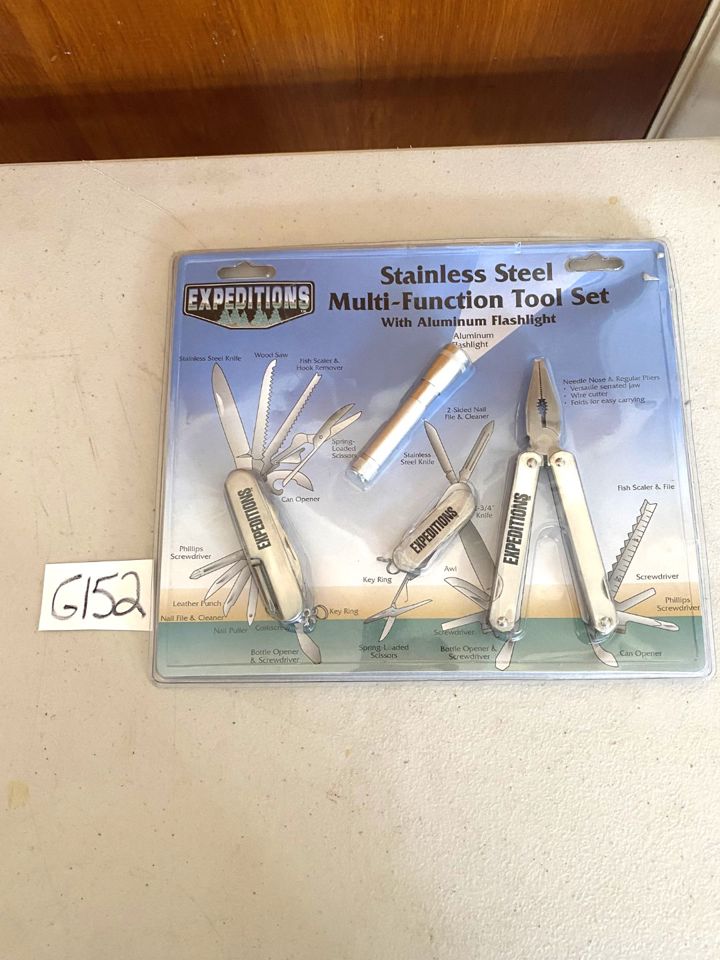 EXPEDITIONS
Stainless Steel
Multi-Function Tool Set
With Aluminum Flashlight
Aluminum
Flashlight
Stainless Steel Knife
Wood Saw
Fish Scaler &
Hook Remover
Spring-
Loaded
Scissors
Can Opener
EXPEDITIONS
Phillips
Screwdriver
Leather Punch
Nail File & Cleaner
Nail Puller
Corkscrew
Key Ring
Bottle Opener
& Screwdriver
2-Sided Nail
File & Cleaner
Stainless
Steel Knife
EXPEDITIONS
Key Ring
Spring-Loaded
Scissors
Needle Nose & Regular Pliers
• Versatile serrated jaw
• Wire cutter
• Folds for easy carrying
-3/4"
Knife
Awl
EXPEDITIONS
Screwdriver
Bottle Opener &
Screwdriver
Fish Scaler & File
Screwdriver
Phillips
Screwdriver
Can Opener
G152